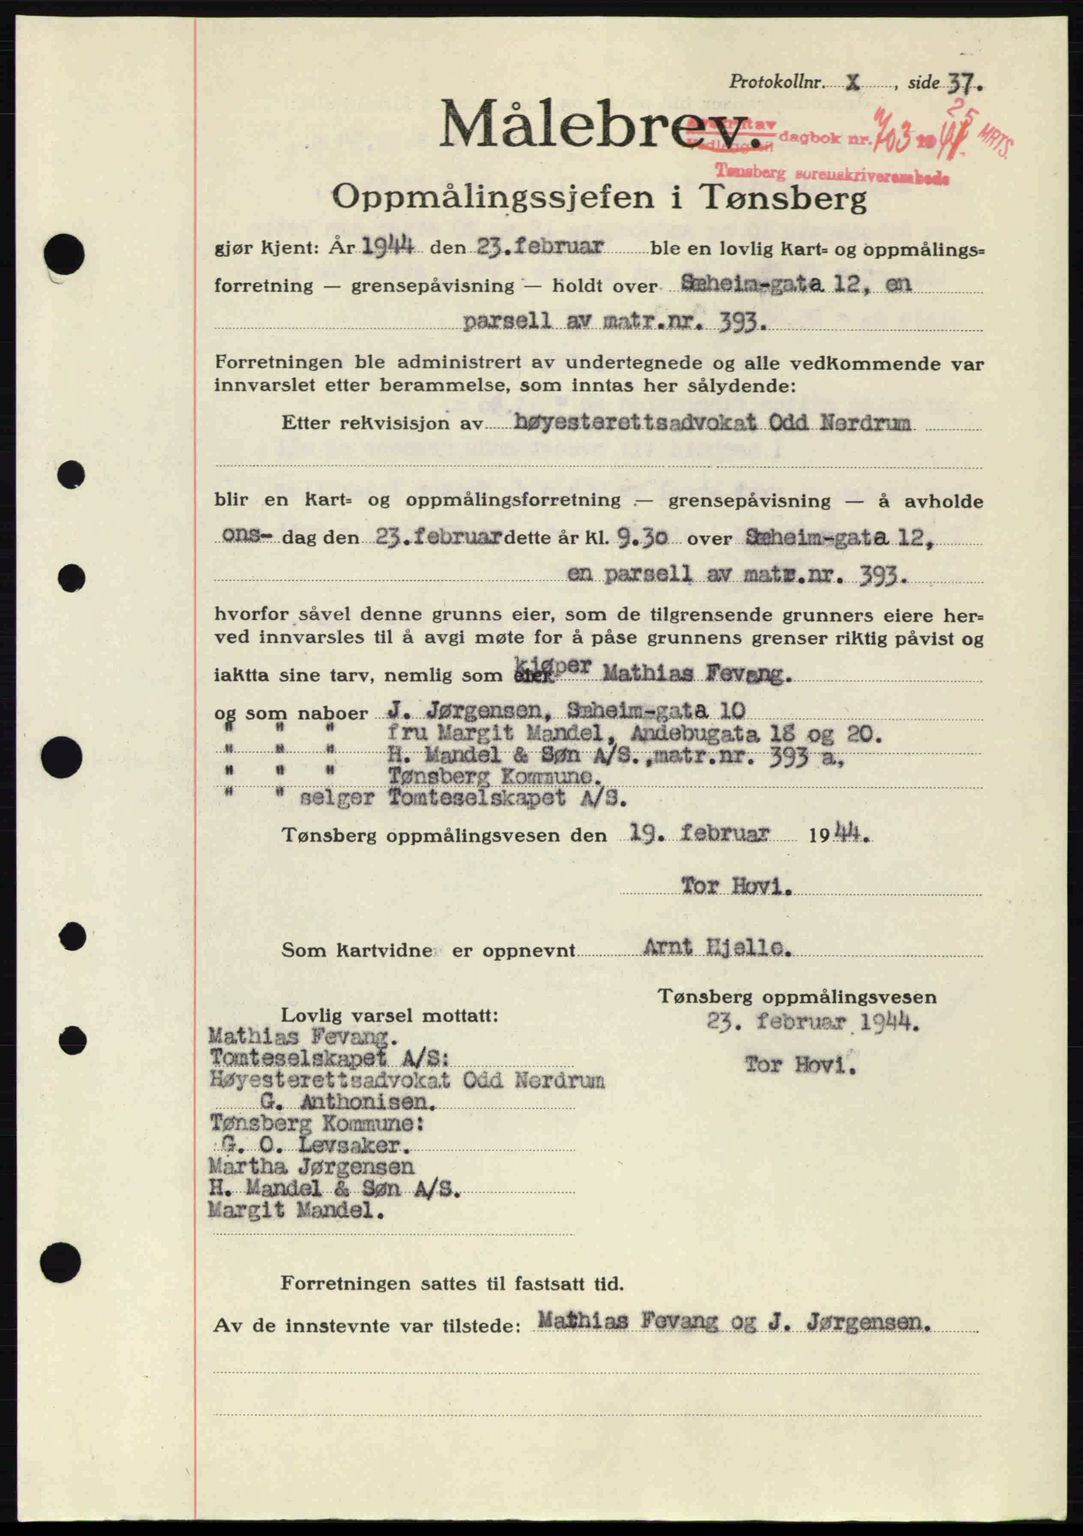 Protokollnr. X , side 37.
Målebrev.
dagbok nr. 703 19 44. 25 MRTS.
Tønsberg sorenskriverembede
Oppmålingssjefen i Tønsberg
gjør kjent: År 1944 den 23.februar ble en lovlig kart= og oppmålings=
forretning — grensepåvisning — holdt over Sæheim-gata 12, en
parsell av matr.nr. 393.
Forretningen ble administrert av undertegnede og alle vedkommende var
innvarslet etter berammelse, som inntas her sålydende:
Etter rekvisisjon av høyesterettsadvokat Odd Nerdrum
blir en kart= og oppmålingsforretning — grensepåvisning — å avholde
ons- dag den 23.februar dette år kl. 9.30 over Sæheim-gata 12,
en parsell av matr.nr. 393.
hvorfor såvel denne grunns eier, som de tilgrensende grunners eiere her=
ved innvarsles til å avgi møte for å påse grunnens grenser riktig påvist og
iaktta sine tarv, nemlig som kjøper Mathias Fevang.
og som naboer J. Jørgensen, Sæheim-gata 10
" " " fru Margit Mandel, Andebugata 18 og 20.
" " " H. Mandel & Søn A/S., matr.nr. 393 a,
" " " Tønsberg Kommune.
" " selger Tomteselskapet A/S.
Tønsberg oppmålingsvesen den 19. februar 1944.
Tor Hovi.
Som kartvidne er oppnevnt Arnt Hjelle.
Tønsberg oppmålingsvesen
23. februar 1944.
Tor Hovi.
Lovlig varsel mottatt:
Mathias Fevang.
Tomteselskapet A/S:
Høyesterettsadvokat Odd Nerdrum
G. Anthonisen.
Tønsberg Kommune:
G. O. Levsaker.
Martha Jørgensen
H. Mandel & Søn A/S.
Margit Mandel.
Forretningen sattes til fastsatt tid.
Av de innstevnte var tilstede: Mathias Fevang og J. Jørgensen.